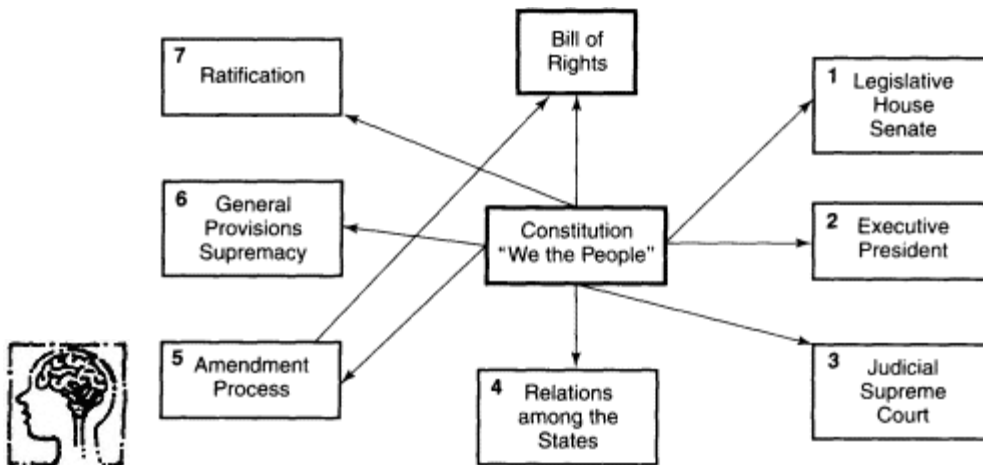 7 Ratification
Bill of
Rights
1 Legislative
House
Senate
6 General
Provisions
Supremacy
Constitution
"We the People"
2 Executive
President
5 Amendment
Process
4 Relations
among the
States
3 Judicial
Supreme
Court